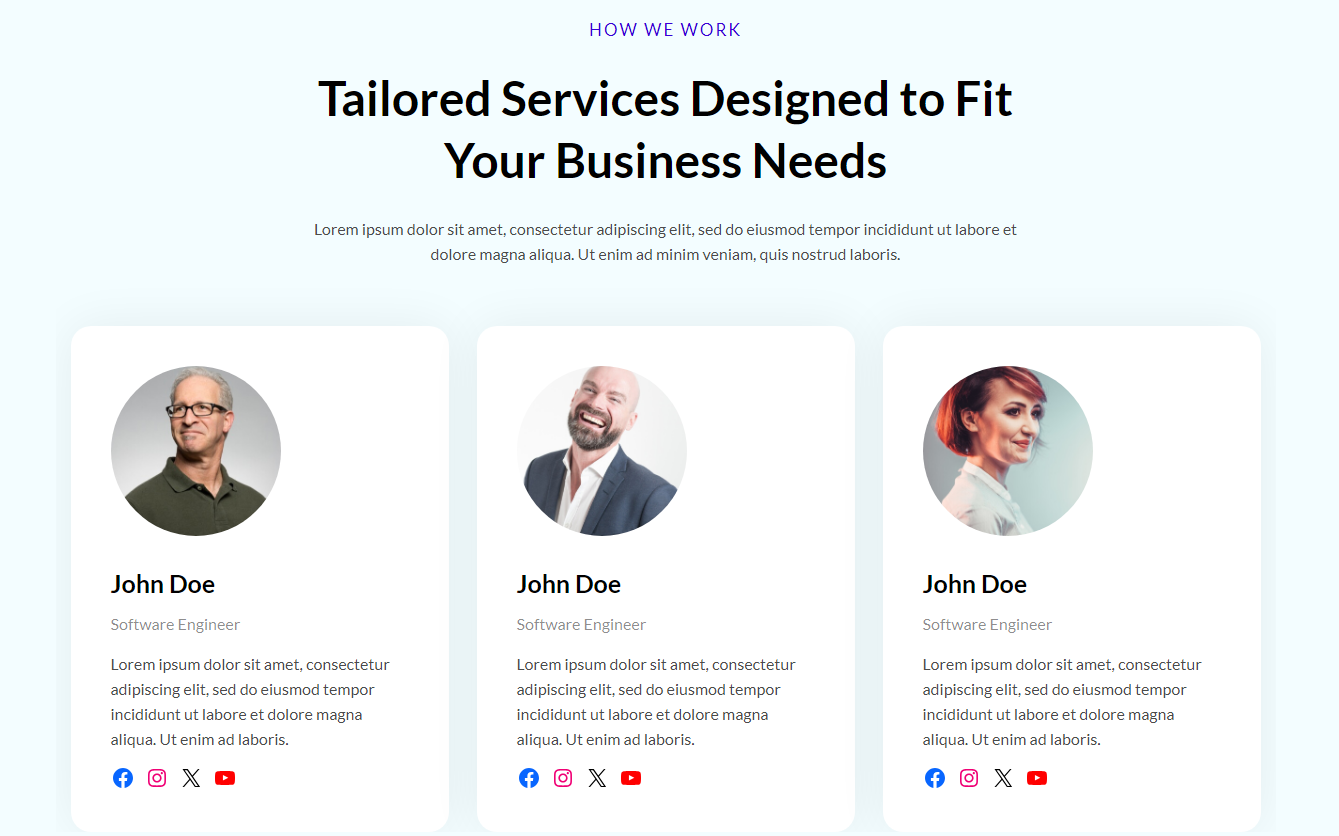 HOW WE WORK
Tailored Services Designed to Fit
Your Business Needs
Lorem ipsum dolor sit amet, consectetur adipiscing elit, sed do eiusmod tempor incididunt ut labore et
dolore magna aliqua. Ut enim ad minim veniam, quis nostrud laboris.
John Doe
Software Engineer
Lorem ipsum dolor sit amet, consectetur
adipiscing elit, sed do eiusmod tempor
incididunt ut labore et dolore magna
aliqua. Ut enim ad laboris.
John Doe
Software Engineer
Lorem ipsum dolor sit amet, consectetur
adipiscing elit, sed do eiusmod tempor
incididunt ut labore et dolore magna
aliqua. Ut enim ad laboris.
John Doe
Software Engineer
Lorem ipsum dolor sit amet, consectetur
adipiscing elit, sed do eiusmod tempor
incididunt ut labore et dolore magna
aliqua. Ut enim ad laboris.